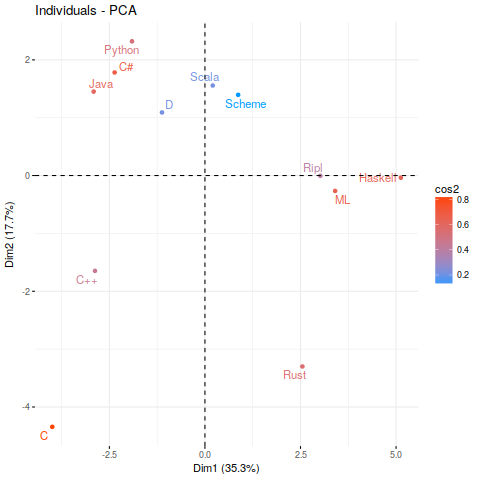 Individuals - PCA
Python
C#
Java
Scala
D
Scheme
Ripl
Haskell
ML
C++
Rust
C
2
0
-2
-4
-2.5
0.0
2.5
5.0
Dim1 (35.3%)
Dim2 (17.7%)
cos2
0.8
0.6
0.4
0.2